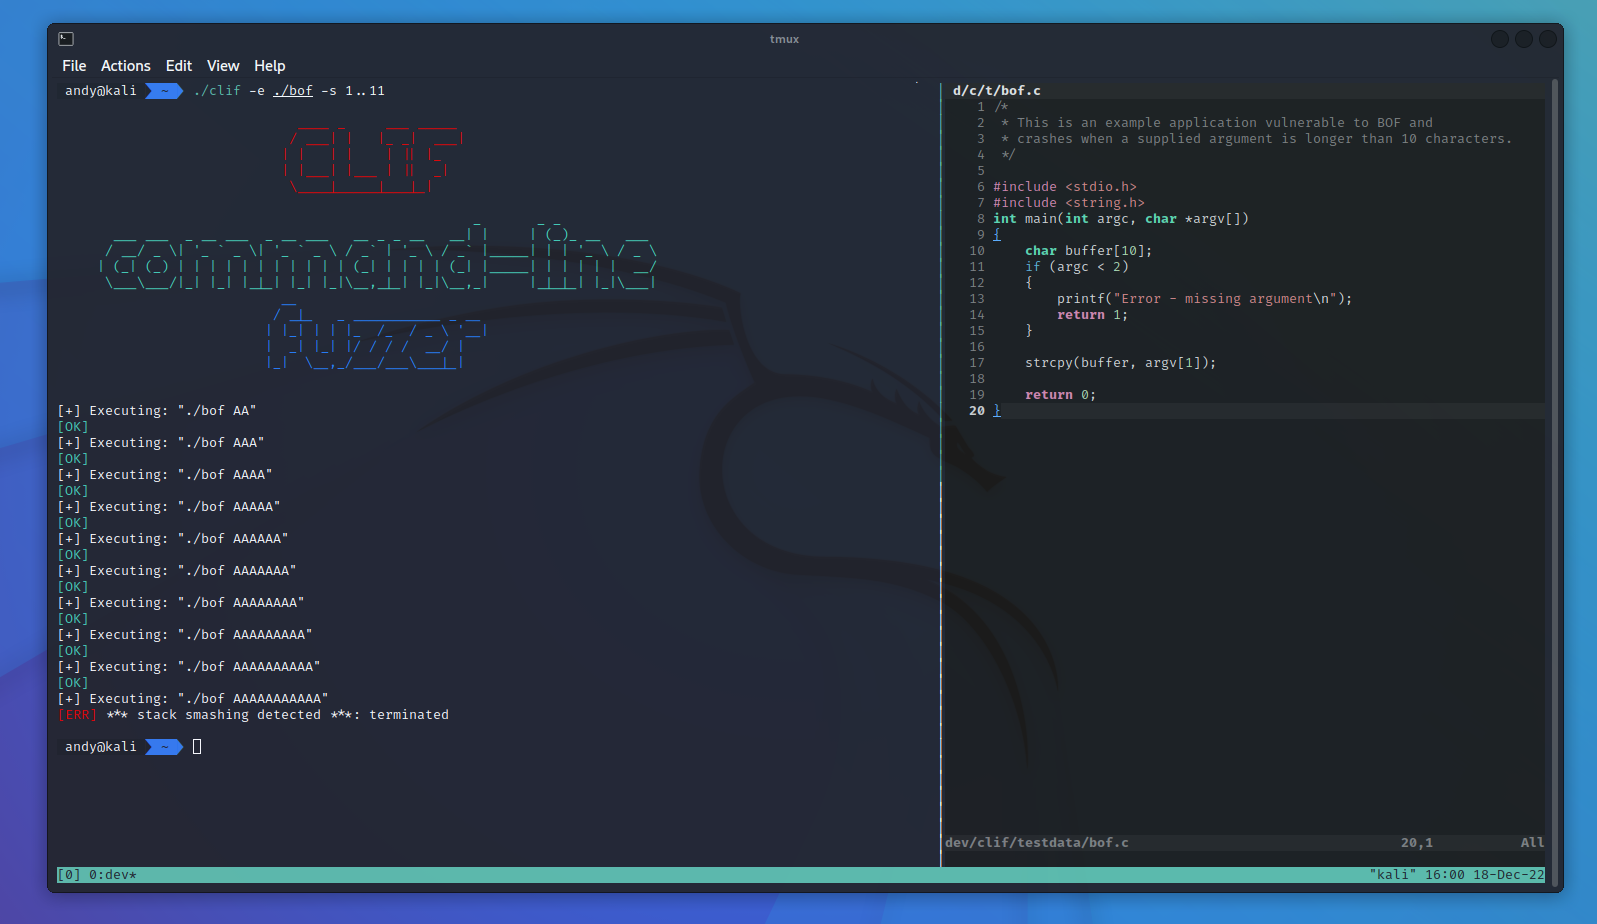 tmux
File Actions Edit View Help
andy@kali ~ ./clif -e ./bof -s 1..11
CLIF
command-line
fuzzer
[+] Executing: "./bof AA"
[OK]
[+] Executing: "./bof AAA"
[OK]
[+] Executing: "./bof AAAA"
[OK]
[+] Executing: "./bof AAAAA"
[OK]
[+] Executing: "./bof AAAAAA"
[OK]
[+] Executing: "./bof AAAAAAA"
[OK]
[+] Executing: "./bof AAAAAAAA"
[OK]
[+] Executing: "./bof AAAAAAAAA"
[OK]
[+] Executing: "./bof AAAAAAAAAA"
[OK]
[+] Executing: "./bof AAAAAAAAAAA"
[ERR] *** stack smashing detected ***: terminated
andy@kali ~
d/c/t/bof.c
1 /*
2  * This is an example application vulnerable to BOF and
3  * crashes when a supplied argument is longer than 10 characters.
4  */
5
6 #include <stdio.h>
7 #include <string.h>
8 int main(int argc, char *argv[])
9 {
10     char buffer[10];
11     if (argc < 2)
12     {
13         printf("Error - missing argument\n");
14         return 1;
15     }
16
17     strcpy(buffer, argv[1]);
18
19     return 0;
20 }
dev/clif/testdata/bof.c 20,1 All
[0] 0:dev* "kali" 16:00 18-Dec-22